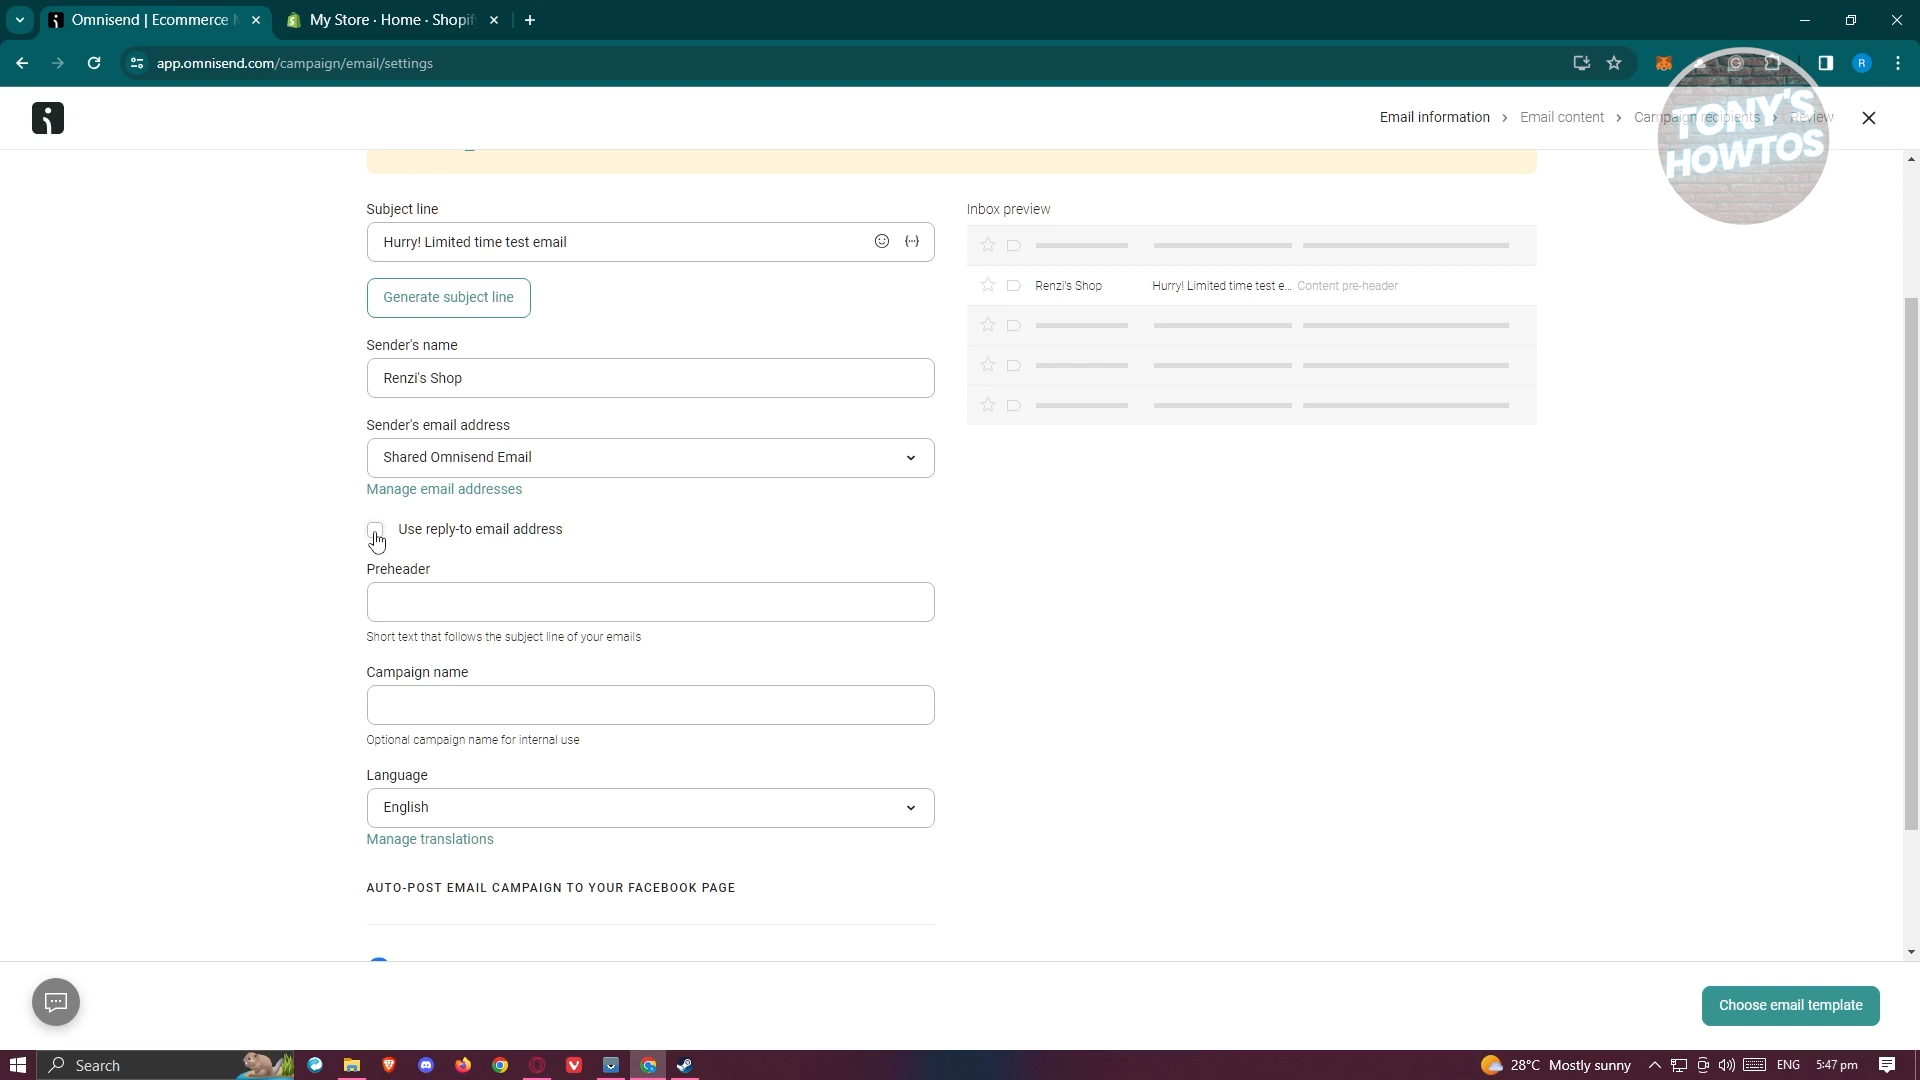 Omnisend | Ecommerce
My Store · Home · Shopif
app.omnisend.com/campaign/email/settings
R
Email information > Email content > Campaign recipients > Review
TONY'S
HOWTOS
Subject line
Hurry! Limited time test email
Generate subject line
Sender's name
Renzi's Shop
Sender's email address
Shared Omnisend Email
Manage email addresses
Use reply-to email address
Preheader
Short text that follows the subject line of your emails
Campaign name
Optional campaign name for internal use
Language
English
Manage translations
AUTO-POST EMAIL CAMPAIGN TO YOUR FACEBOOK PAGE
Inbox preview
Renzi's Shop Hurry! Limited time test e... Content pre-header
Choose email template
Search
28°C Mostly sunny
ENG
5:47 pm